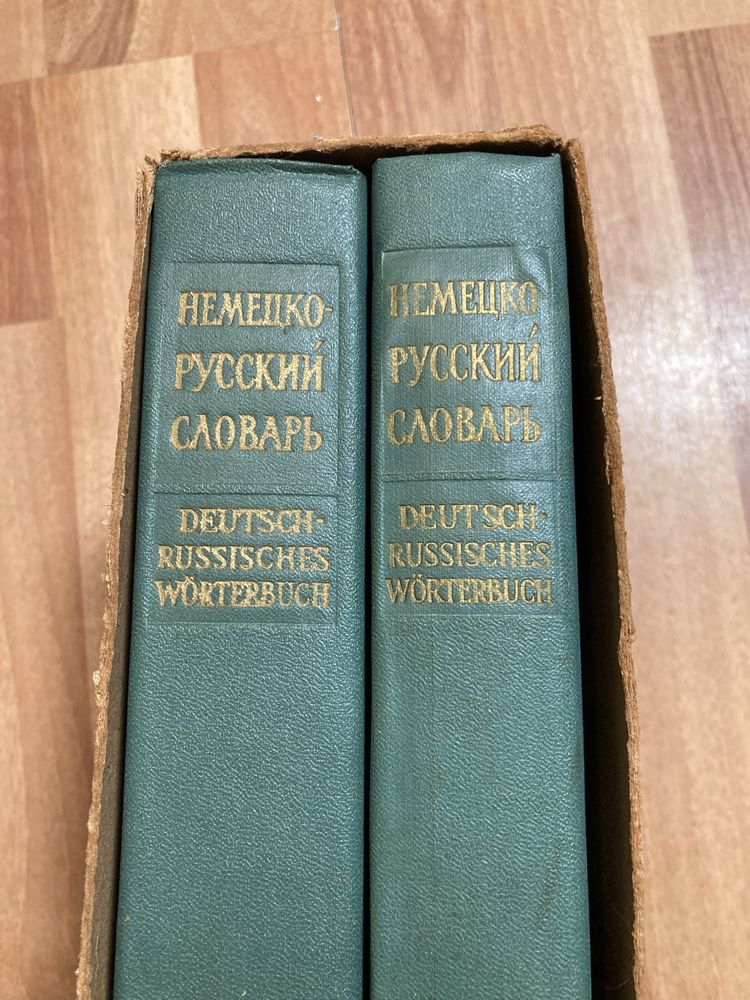 НЕМЕЦКО-
РУССКИЙ
СЛОВАРЬ
DEUTSCH-
RUSSISCHES
WÖRTERBUCH
НЕМЕЦКО-
РУССКИЙ
СЛОВАРЬ
DEUTSCH-
RUSSISCHES
WÖRTERBUCH